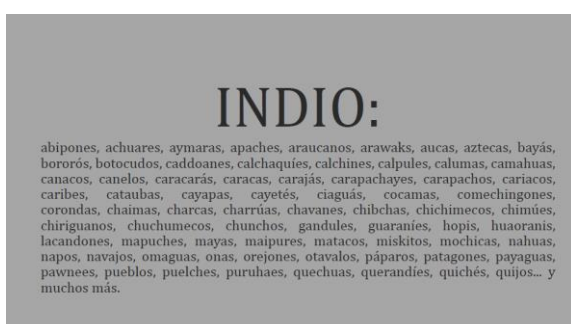 INDIO:
abipones, achuares, aymaras, apaches, araucanos, arawaks, aucas, aztecas, bayás,
bororós, botocudos, caddoanes, calchaquíes, calchines, calpules, calumas, camahuas,
canacos, canelos, caracarás, caracas, carajás, carapachayes, carapachos, cariacos,
caribes, cataubas, cayapas, cayetés, ciaguás, cocamas, comechingones,
corondas, chaimas, charcas, charrúas, chavanes, chibchas, chichimecos, chimúes,
chiriguanos, chuchumecos, chunchos, gandules, guaraníes, hopis, huaoranis,
lacandones, mapuches, mayas, maipures, matacos, miskitos, mochicas, nahuas,
napos, navajos, omaguas, onas, orejones, otavalos, páparos, patagones, payaguas,
pawnees, pueblos, puelches, puruhaes, quechuas, querandíes, quichés, quijos... y
muchos más.